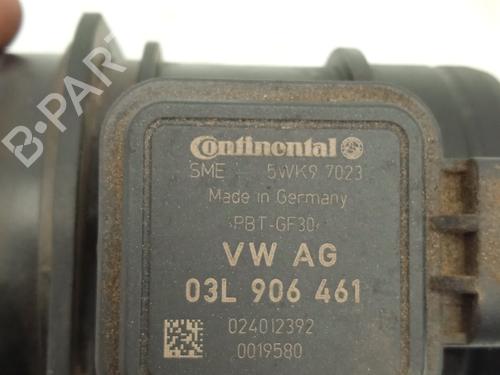 B-PARTS
Continental
SME 5WK9 7023
Made in Germany
>PBT-GF30<
VW AG
03L 906 461
024012392
0019580